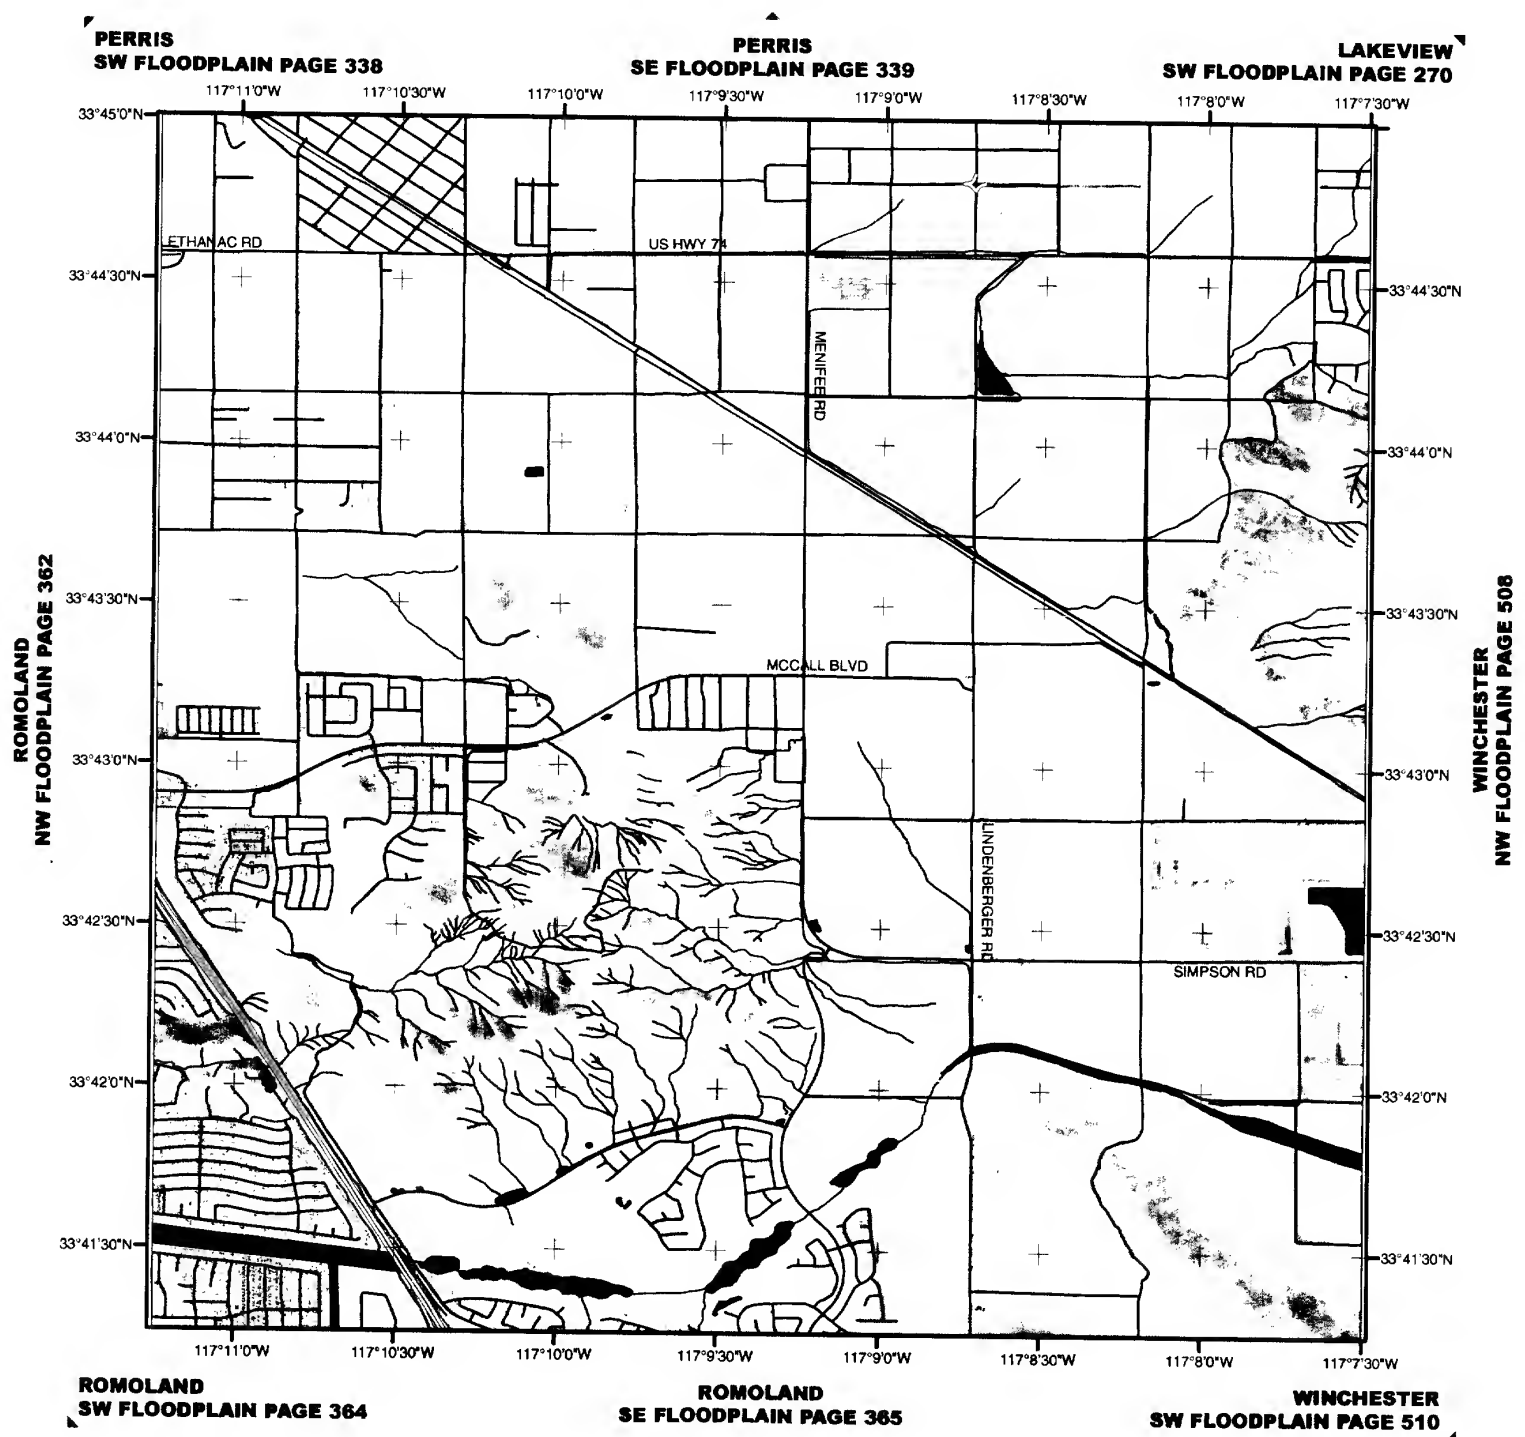 PERRIS
SW FLOODPLAIN PAGE 338
PERRIS
SE FLOODPLAIN PAGE 339
LAKEVIEW
SW FLOODPLAIN PAGE 270
117°11'0"W
117°10'30"W
117°10'0"W
117°9'30"W
117°9'0"W
117°8'30"W
117°8'0"W
117°7'30"W
33°45'0"N
ETHANAC RD
US HWY 74
33°44'30"N
33°44'30"N
MENIFEE RD
33°44'0"N
33°44'0"N
ROMOLAND
NW FLOODPLAIN PAGE 362
WINCHESTER
NW FLOODPLAIN PAGE 508
33°43'30"N
33°43'30"N
MCCALL BLVD
33°43'0"N
33°43'0"N
LINDENBERGER RD
33°42'30"N
33°42'30"N
SIMPSON RD
33°42'0"N
33°42'0"N
33°41'30"N
33°41'30"N
117°11'0"W
117°10'30"W
117°10'0"W
117°9'30"W
117°9'0"W
117°8'30"W
117°8'0"W
117°7'30"W
ROMOLAND
SW FLOODPLAIN PAGE 364
ROMOLAND
SE FLOODPLAIN PAGE 365
WINCHESTER
SW FLOODPLAIN PAGE 510